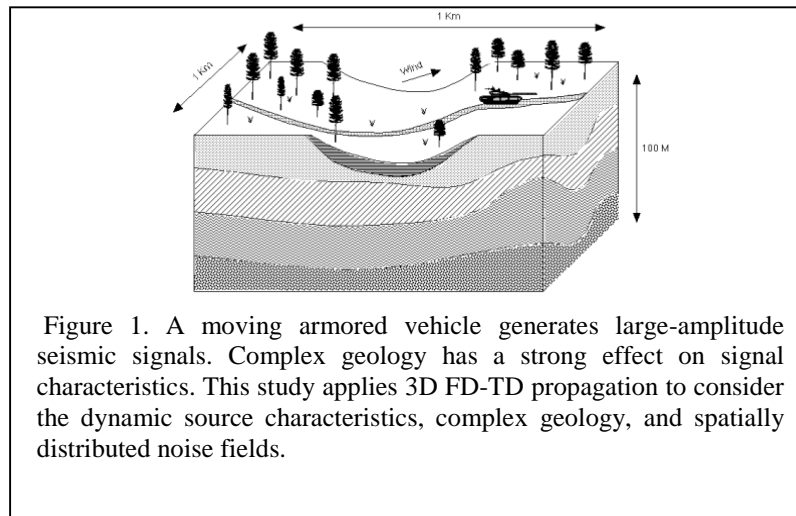 1 Km
1 Km
Wind
100 M
Figure 1. A moving armored vehicle generates large-amplitude
seismic signals. Complex geology has a strong effect on signal
characteristics. This study applies 3D FD-TD propagation to consider
the dynamic source characteristics, complex geology, and spatially
distributed noise fields.